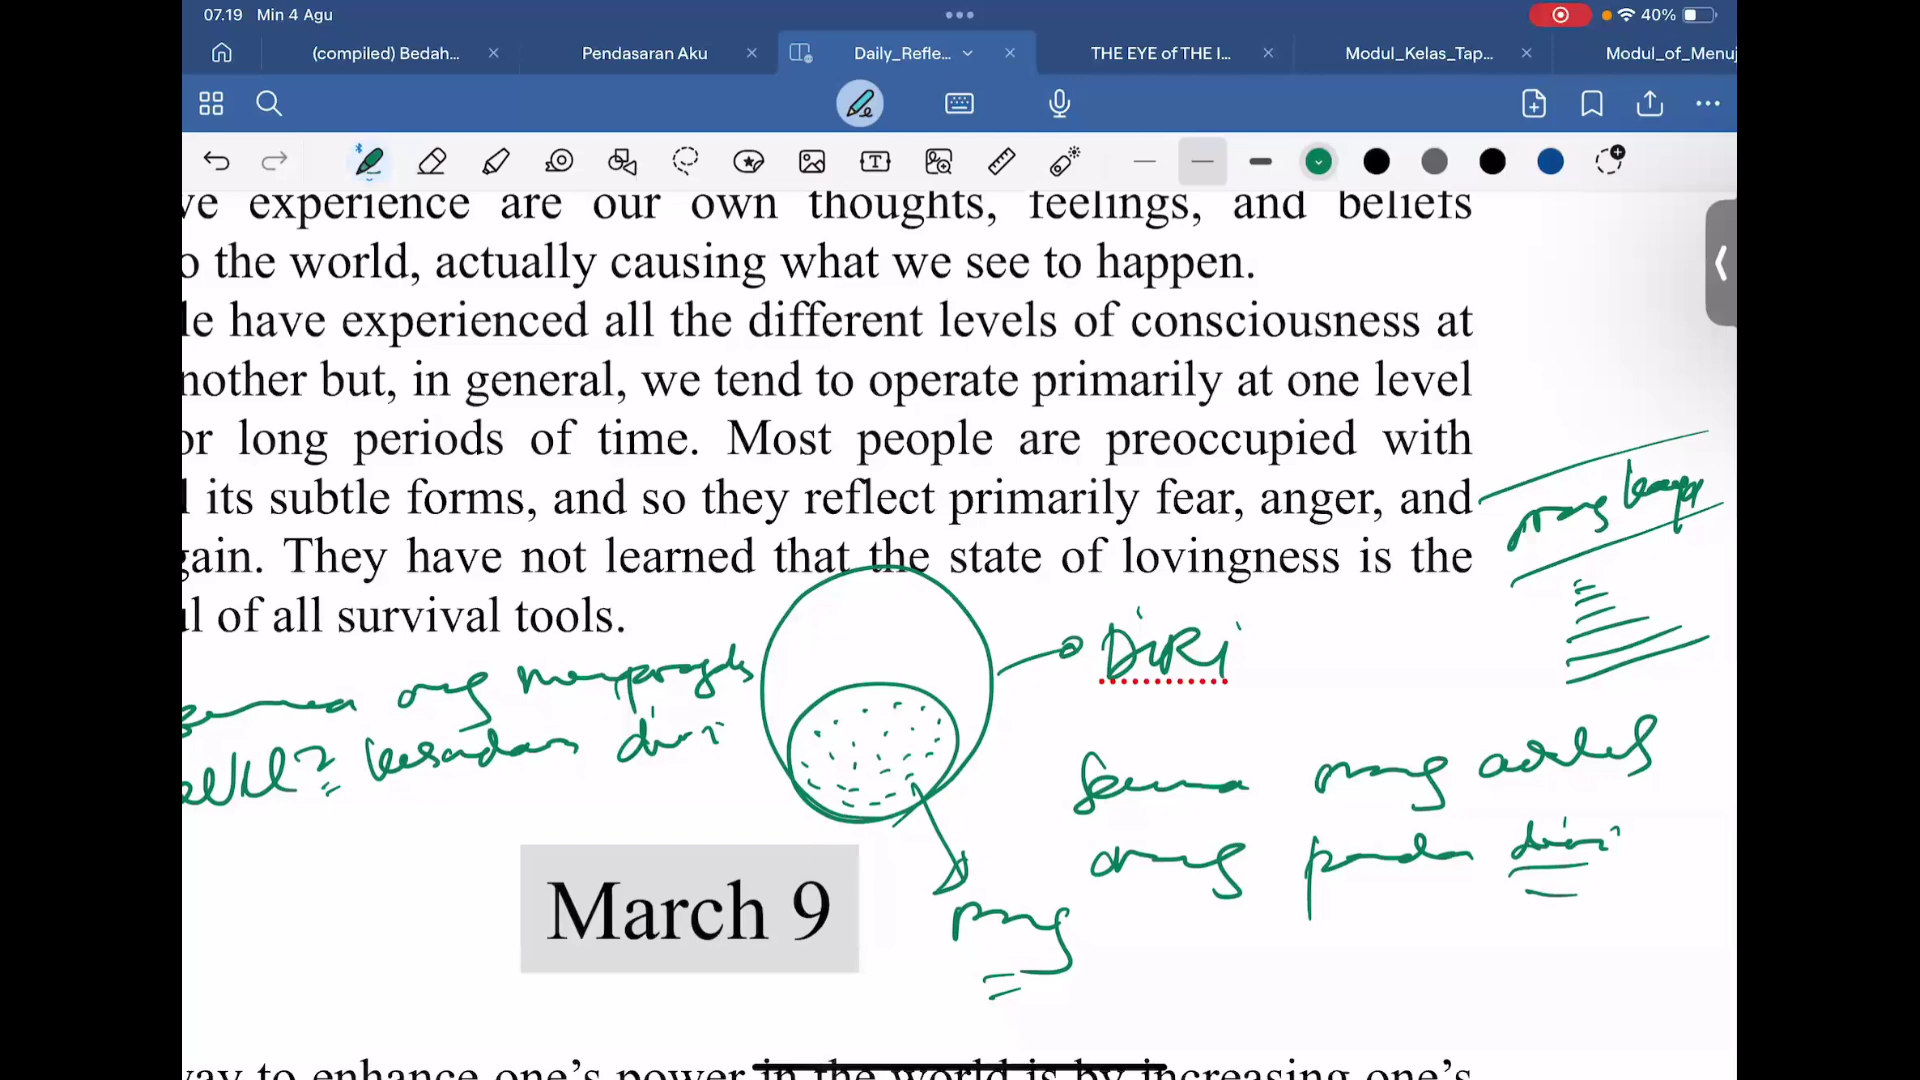 07.19 Min 4 Agu
40%
(compiled) Bedah...
Pendasaran Aku
Daily_Refle...
THE EYE of THE I...
Modul_Kelas_Tap...
Modul_of_Menuj
ve experience are our own thoughts, feelings, and beliefs
o the world, actually causing what we see to happen.
le have experienced all the different levels of consciousness at
nother but, in general, we tend to operate primarily at one level
or long periods of time. Most people are preoccupied with
l its subtle forms, and so they reflect primarily fear, anger, and
gain. They have not learned that the state of lovingness is the
ul of all survival tools.
DiRi
semua orang
kesadaran diri
semua orang adalah
orang pada diri
orang
March 9
way to enhance one's power in the world is by increasing one's